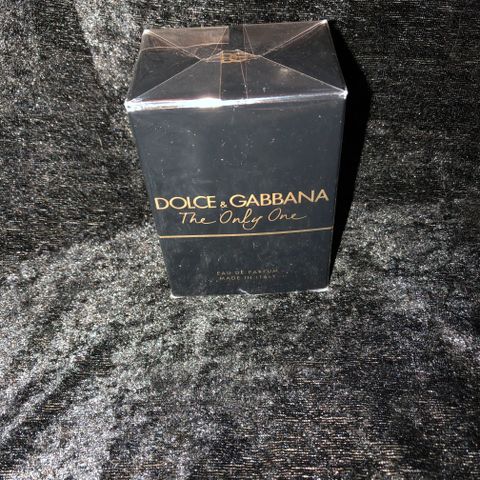 DOLCE & GABBANA
The Only One
EAU DE PARFUM
MADE IN ITALY